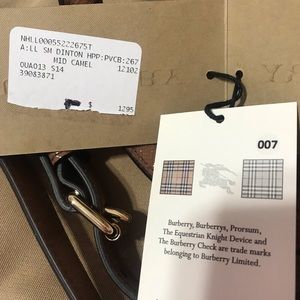 NHLL00055222675T
A:LL SM DINTON HPP:PVCB:267
MID CAMEL 12102
OUA013 S14
39083871
$ 1295
007
Burberry, Burberrys, Prorsum,
The Equestrian Knight Device and
The Burberry Check are trade marks
belonging to Burberry Limited.